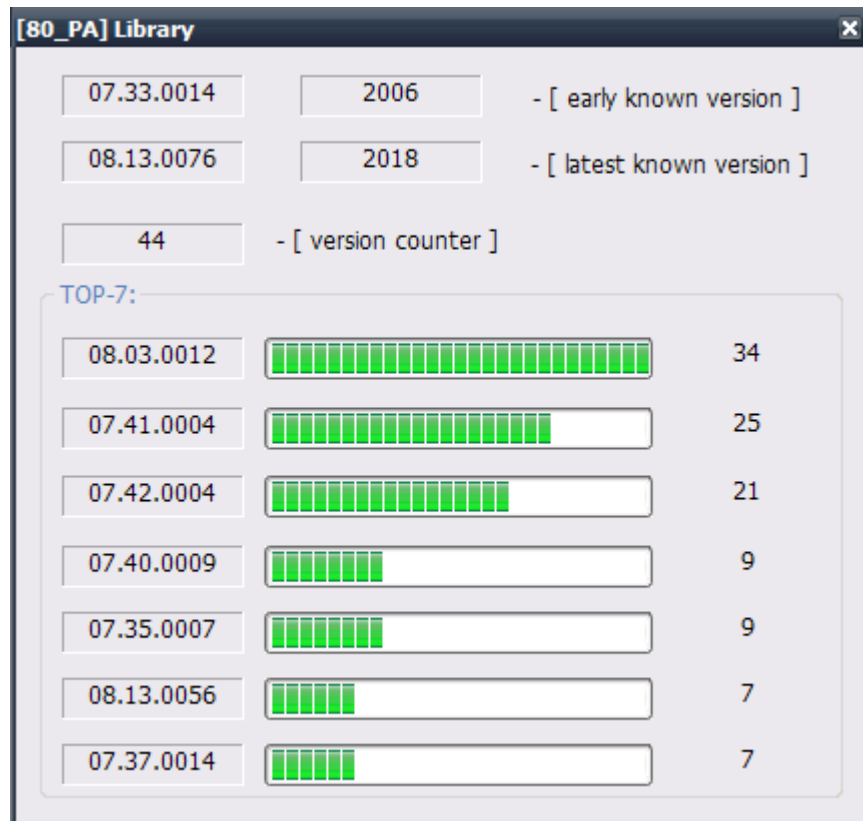 [80_PA] Library
07.33.0014 2006 - [ early known version ]
08.13.0076 2018 - [ latest known version ]
44 - [ version counter ]
TOP-7:
08.03.0012 34
07.41.0004 25
07.42.0004 21
07.40.0009 9
07.35.0007 9
08.13.0056 7
07.37.0014 7